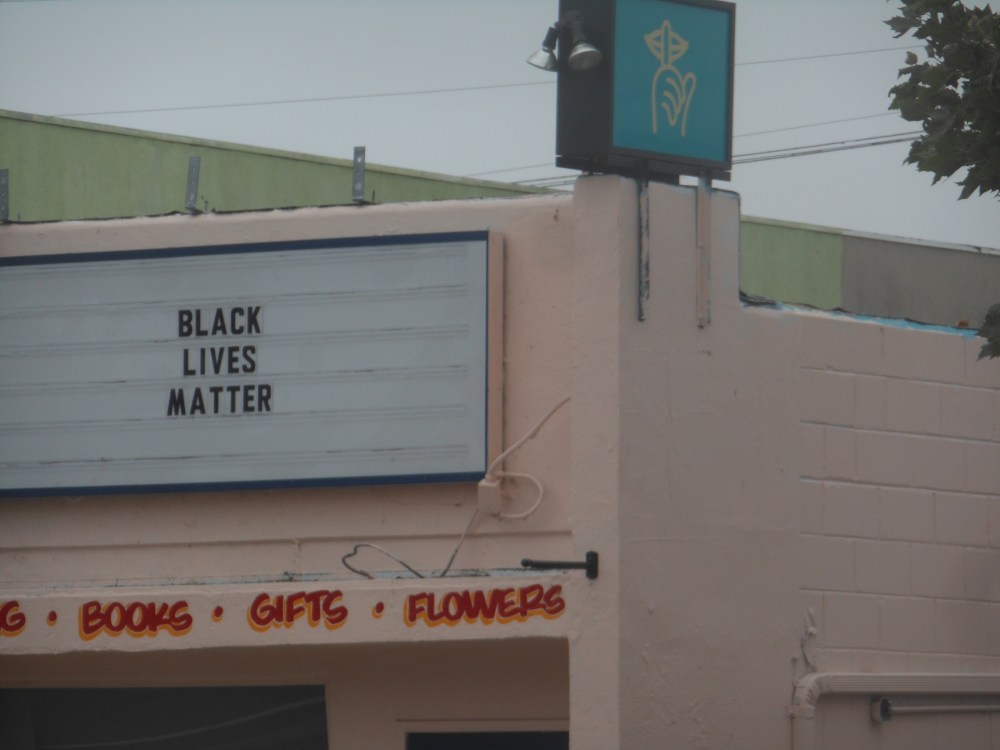 BLACK
LIVES
MATTER
· BOOKS · GIFTS · FLOWERS